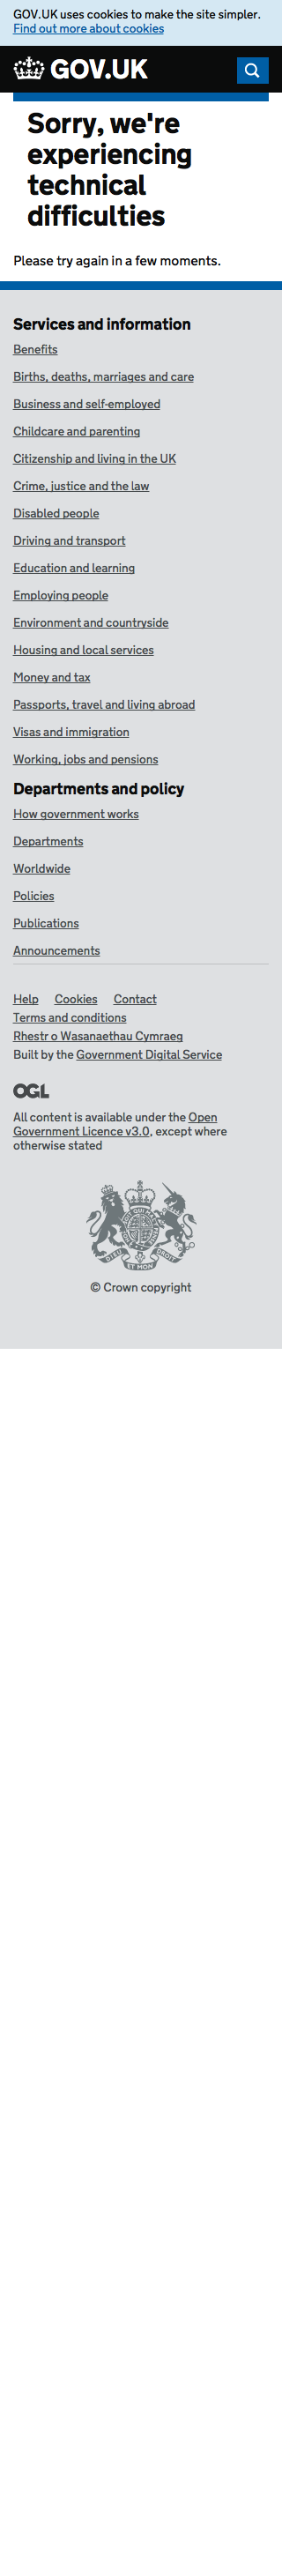 GOV.UK uses cookies to make the site simpler.
Find out more about cookies
GOV.UK
Sorry, we're
experiencing
technical
difficulties
Please try again in a few moments.
Services and information
Benefits
Births, deaths, marriages and care
Business and self-employed
Childcare and parenting
Citizenship and living in the UK
Crime, justice and the law
Disabled people
Driving and transport
Education and learning
Employing people
Environment and countryside
Housing and local services
Money and tax
Passports, travel and living abroad
Visas and immigration
Working, jobs and pensions
Departments and policy
How government works
Departments
Worldwide
Policies
Publications
Announcements
Help Cookies Contact
Terms and conditions
Rhestr o Wasanaethau Cymraeg
Built by the Government Digital Service
OGL
All content is available under the Open
Government Licence v3.0, except where
otherwise stated
DIEU ET MON DROIT
© Crown copyright